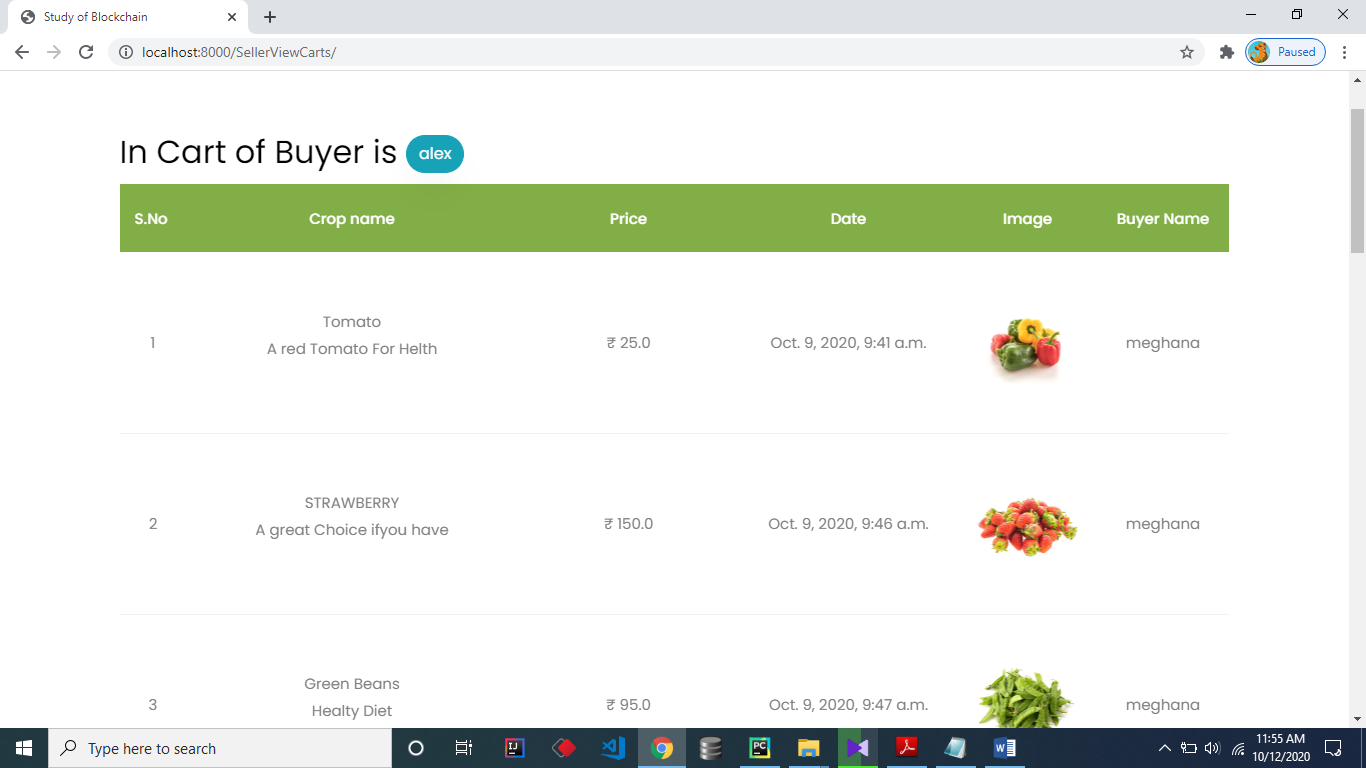 Study of Blockchain
localhost:8000/SellerViewCarts/
Paused
In Cart of Buyer is alex
S.No Crop name Price Date Image Buyer Name
Tomato
1 ₹ 25.0 Oct. 9, 2020, 9:41 a.m. meghana
A red Tomato For Helth
STRAWBERRY
2 ₹ 150.0 Oct. 9, 2020, 9:46 a.m. meghana
A great Choice ifyou have
Green Beans
3 ₹ 95.0 Oct. 9, 2020, 9:47 a.m. meghana
Healty Diet
Type here to search
IJ
PC
W
11:55 AM
10/12/2020